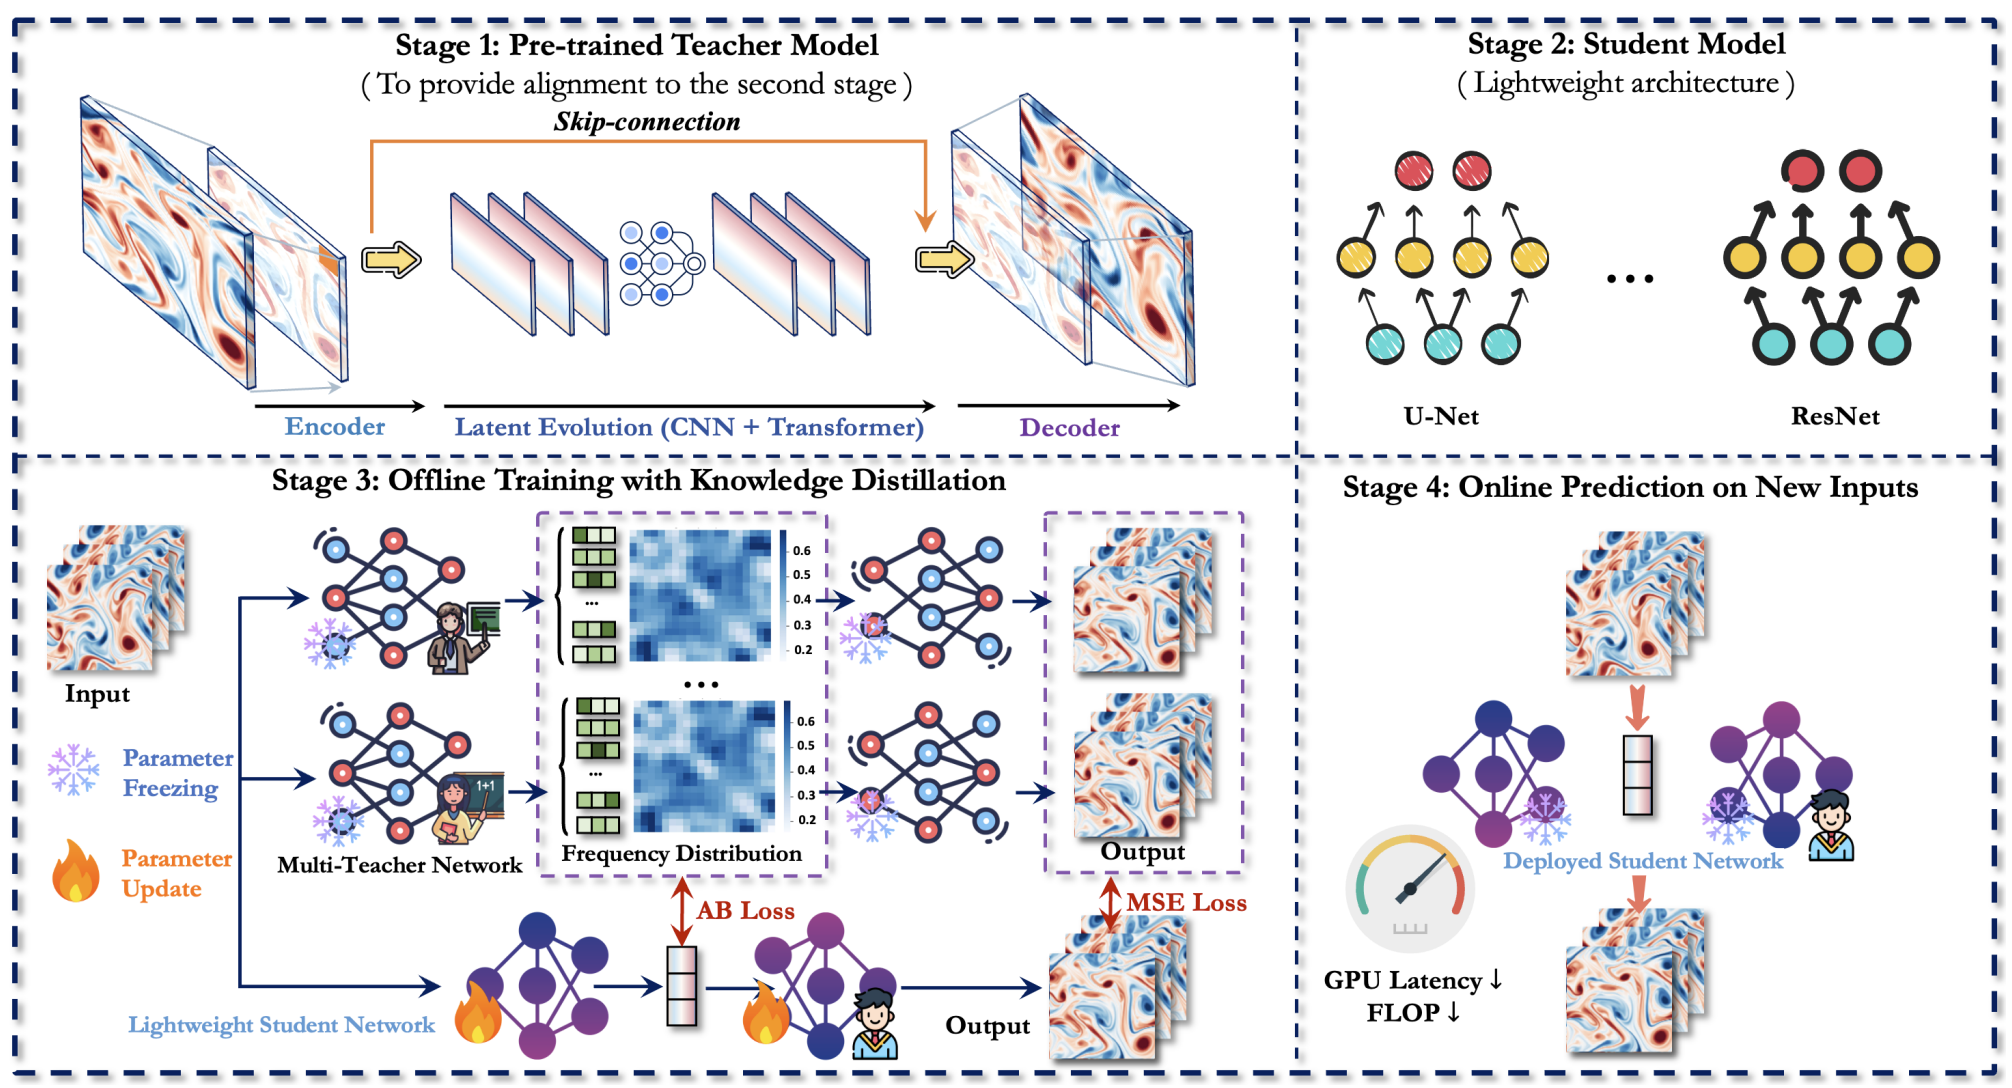 Stage 1: Pre-trained Teacher Model
( To provide alignment to the second stage )
Skip-connection
Encoder
Latent Evolution (CNN + Transformer)
Decoder
Stage 2: Student Model
( Lightweight architecture )
...
U-Net
ResNet
Stage 3: Offline Training with Knowledge Distillation
Input
Parameter
Freezing
Parameter
Update
1+1
Multi-Teacher Network
...
0.6
0.5
0.4
0.3
0.2
...
...
0.6
0.5
0.4
0.3
0.2
Frequency Distribution
Output
AB Loss
MSE Loss
Lightweight Student Network
Output
Stage 4: Online Prediction on New Inputs
Deployed Student Network
GPU Latency ↓
FLOP ↓